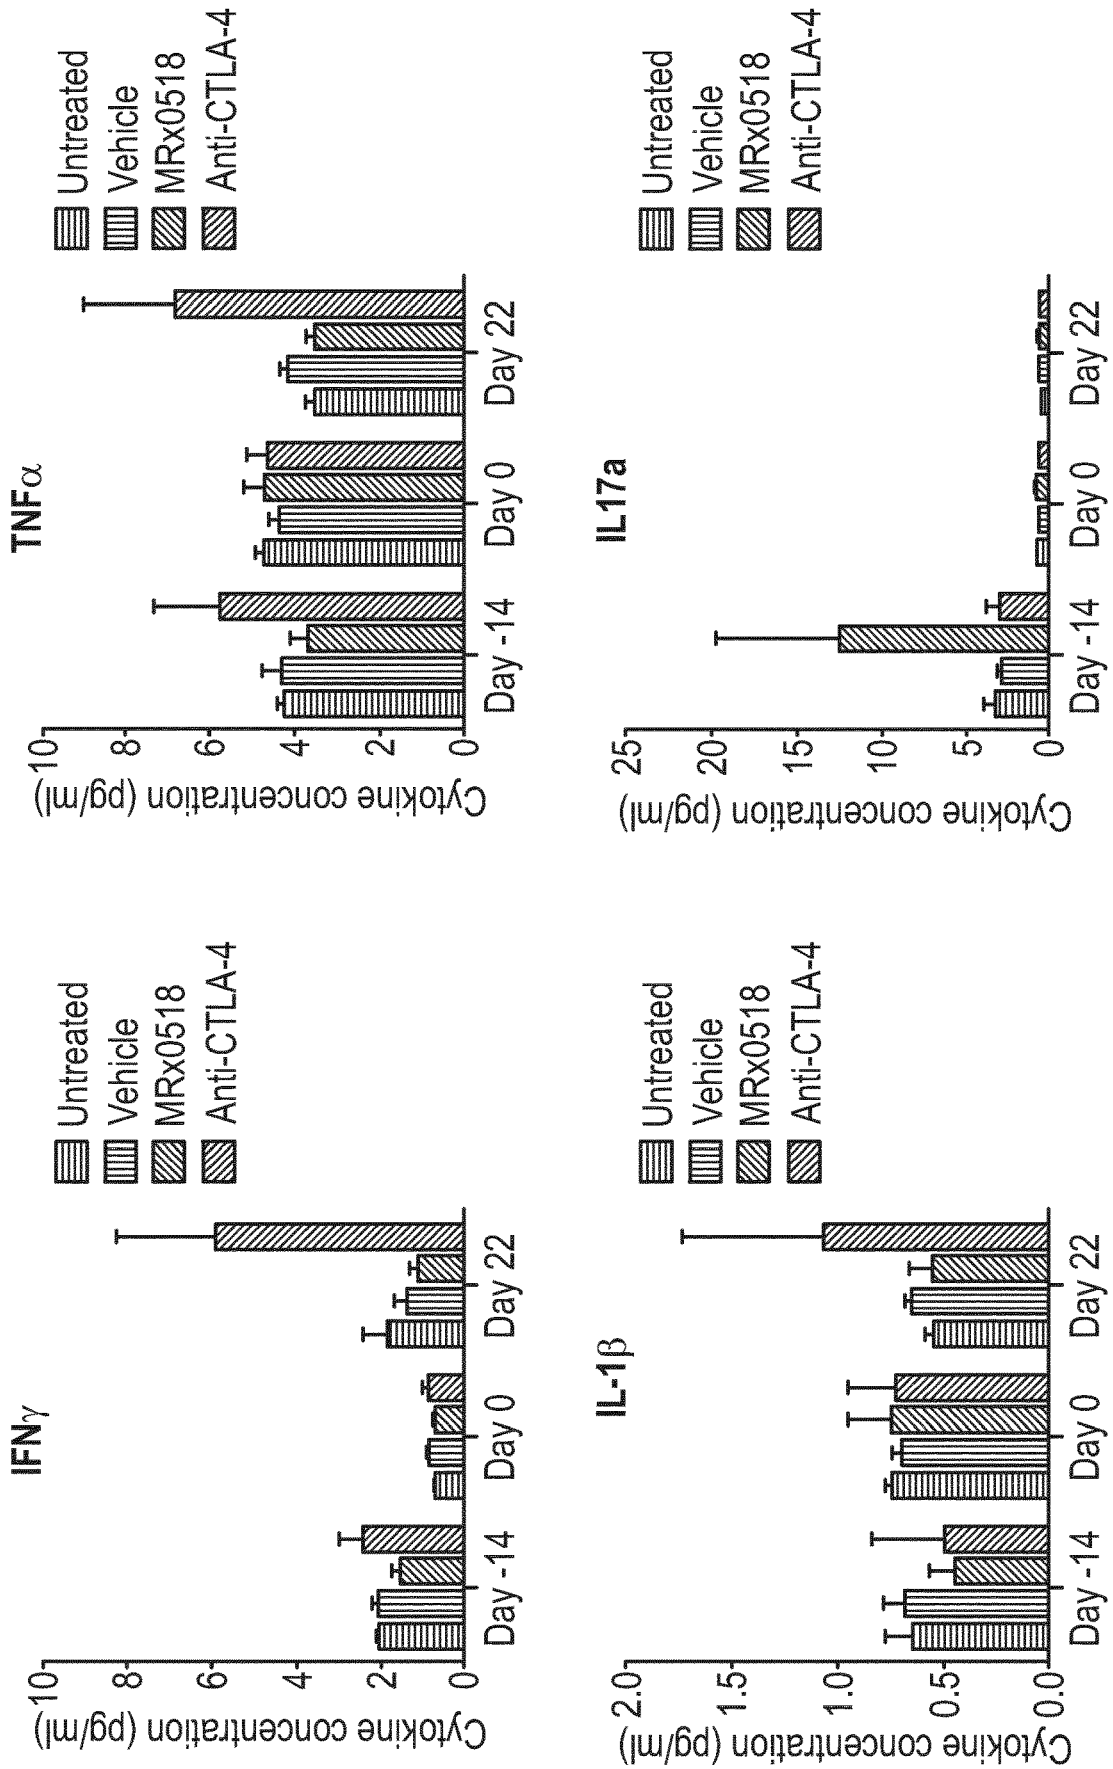 IFNγ
Cytokine concentration (pg/ml)
10
8
6
4
2
0
Day -14
Day 0
Day 22
Untreated
Vehicle
MRx0518
Anti-CTLA-4
TNFα
Cytokine concentration (pg/ml)
10
8
6
4
2
0
Day -14
Day 0
Day 22
Untreated
Vehicle
MRx0518
Anti-CTLA-4
IL-1β
Cytokine concentration (pg/ml)
2.0
1.5
1.0
0.5
0.0
Day -14
Day 0
Day 22
Untreated
Vehicle
MRx0518
Anti-CTLA-4
IL17a
Cytokine concentration (pg/ml)
25
20
15
10
5
0
Day -14
Day 0
Day 22
Untreated
Vehicle
MRx0518
Anti-CTLA-4